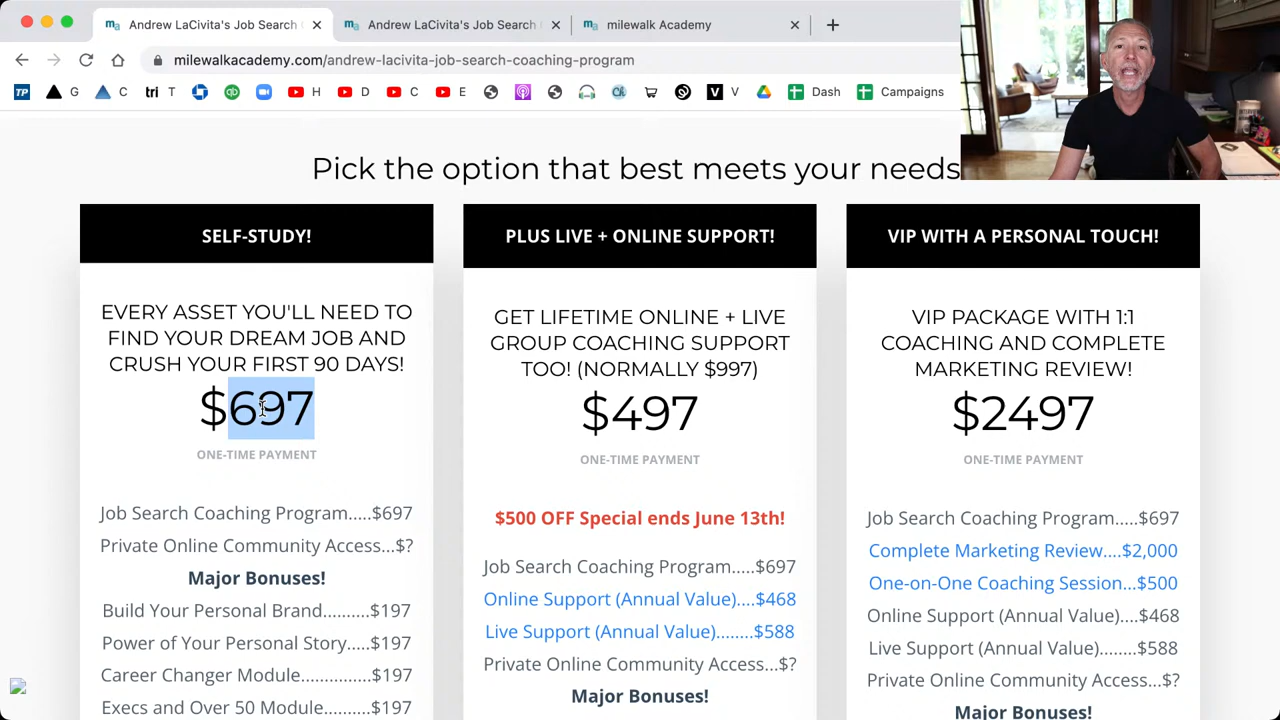 Andrew LaCivita's Job Search
Andrew LaCivita's Job Search
milewalk Academy
milewalkacademy.com/andrew-lacivita-job-search-coaching-program
TP
G
C
tri T
H
D
C
E
V V
Dash
Campaigns
Pick the option that best meets your needs
SELF-STUDY!
EVERY ASSET YOU'LL NEED TO
FIND YOUR DREAM JOB AND
CRUSH YOUR FIRST 90 DAYS!
$697
ONE-TIME PAYMENT
Job Search Coaching Program.....$697
Private Online Community Access...$?
Major Bonuses!
Build Your Personal Brand..........$197
Power of Your Personal Story.....$197
Career Changer Module............$197
Execs and Over 50 Module.........$197
PLUS LIVE + ONLINE SUPPORT!
GET LIFETIME ONLINE + LIVE
GROUP COACHING SUPPORT
TOO! (NORMALLY $997)
$497
ONE-TIME PAYMENT
$500 OFF Special ends June 13th!
Job Search Coaching Program.....$697
Online Support (Annual Value)....$468
Live Support (Annual Value)........$588
Private Online Community Access...$?
Major Bonuses!
VIP WITH A PERSONAL TOUCH!
VIP PACKAGE WITH 1:1
COACHING AND COMPLETE
MARKETING REVIEW!
$2497
ONE-TIME PAYMENT
Job Search Coaching Program.....$697
Complete Marketing Review....$2,000
One-on-One Coaching Session...$500
Online Support (Annual Value)....$468
Live Support (Annual Value)........$588
Private Online Community Access...$?
Major Bonuses!